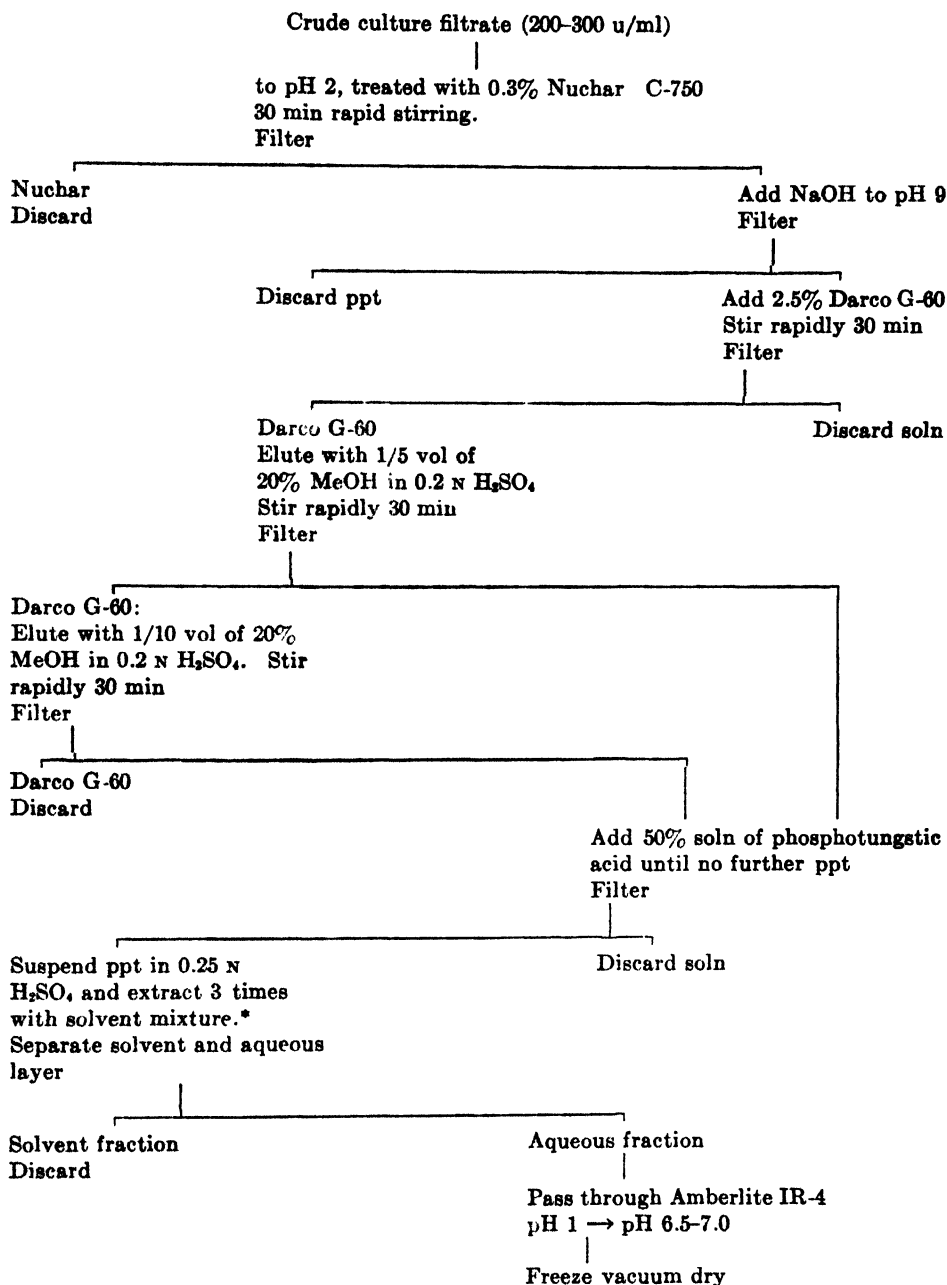 Crude culture filtrate (200–300 u/ml)
to pH 2, treated with 0.3% Nuchar C-750
30 min rapid stirring.
Filter
Nuchar
Discard
Add NaOH to pH 9
Filter
Discard ppt
Add 2.5% Darco G-60
Stir rapidly 30 min
Filter
Darco G-60
Elute with 1/5 vol of
20% MeOH in 0.2 N H₂SO₄
Stir rapidly 30 min
Filter
Discard soln
Darco G-60:
Elute with 1/10 vol of 20%
MeOH in 0.2 N H₂SO₄. Stir
rapidly 30 min
Filter
Darco G-60
Discard
Add 50% soln of phosphotungstic
acid until no further ppt
Filter
Suspend ppt in 0.25 N
H₂SO₄ and extract 3 times
with solvent mixture.*
Separate solvent and aqueous
layer
Discard soln
Solvent fraction
Discard
Aqueous fraction
Pass through Amberlite IR-4
pH 1 → pH 6.5–7.0
Freeze vacuum dry